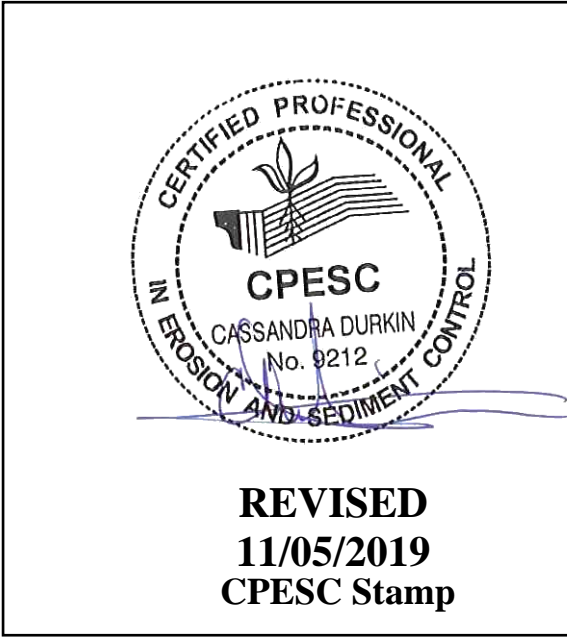 CERTIFIED PROFESSIONAL
IN EROSION AND SEDIMENT CONTROL
CPESC
CASSANDRA DURKIN
No. 9212
REVISED
11/05/2019
CPESC Stamp